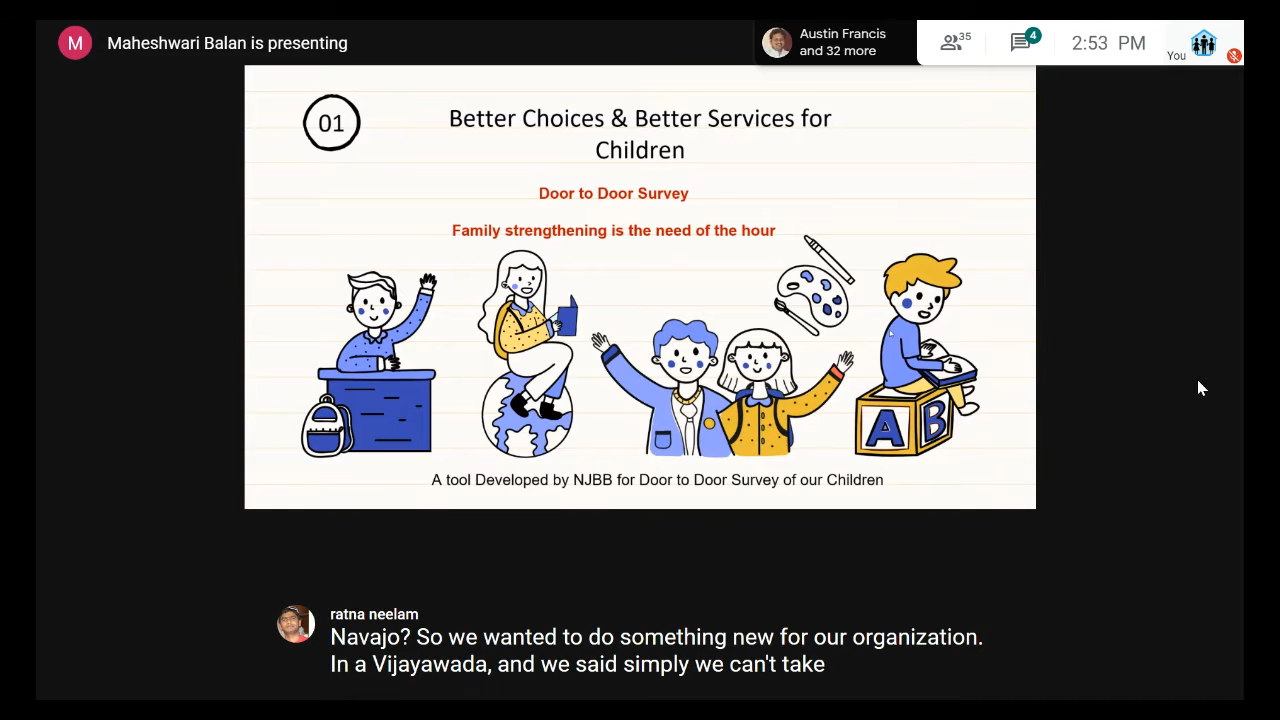 M
Maheshwari Balan is presenting
Austin Francis
and 32 more
35
4
2:53 PM
You
01
Better Choices & Better Services for
Children
Door to Door Survey
Family strengthening is the need of the hour
A
B
A tool Developed by NJBB for Door to Door Survey of our Children
ratna neelam
Navajo? So we wanted to do something new for our organization.
In a Vijayawada, and we said simply we can't take